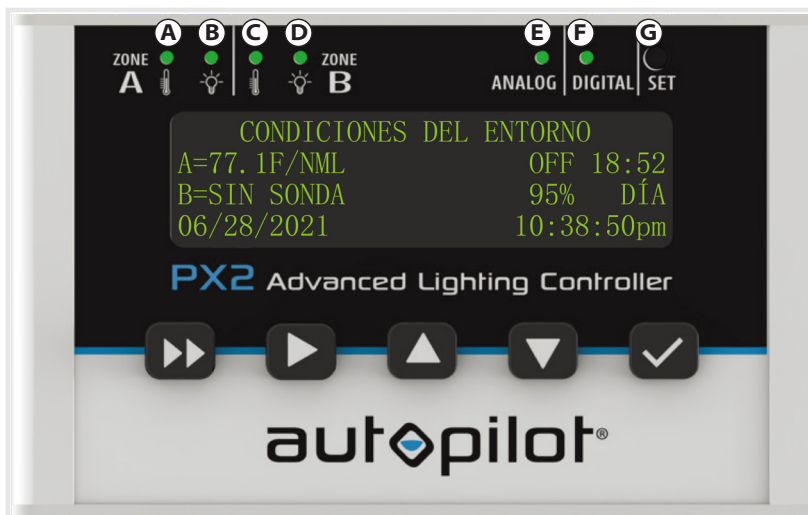 A B C D E F G
ZONE ZONE
A B ANALOG DIGITAL SET
CONDICIONES DEL ENTORNO
A=77.1F/NML OFF 18:52
B=SIN SONDA 95% DÍA
06/28/2021 10:38:50pm
PX2 Advanced Lighting Controller
autopilot®